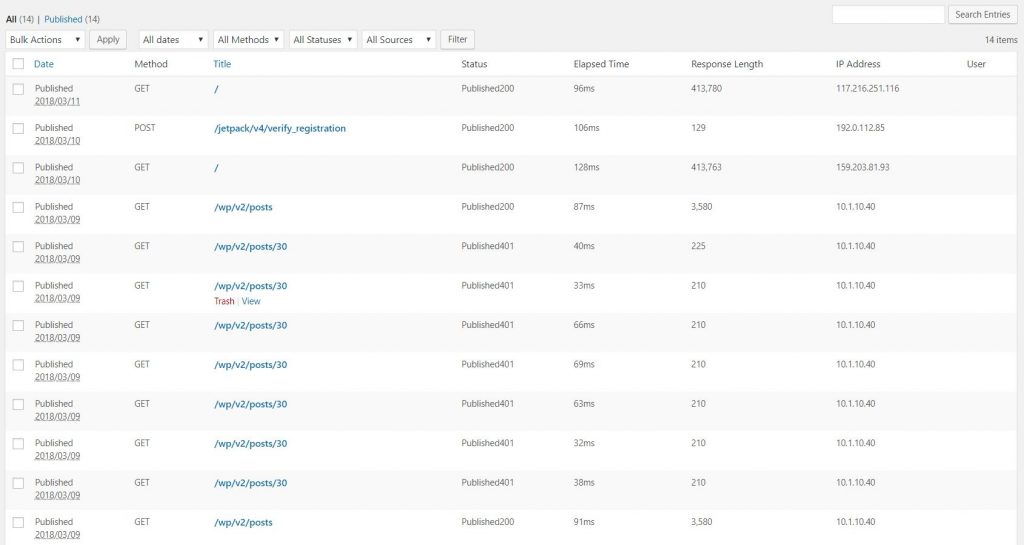 All (14) | Published (14)
Search Entries
Bulk Actions Apply All dates All Methods All Statuses All Sources Filter 14 items
Date Method Title Status Elapsed Time Response Length IP Address User
Published GET / Published200 96ms 413,780 117.216.251.116
2018/03/11
Published POST /jetpack/v4/verify_registration Published200 106ms 129 192.0.112.85
2018/03/10
Published GET / Published200 128ms 413,763 159.203.81.93
2018/03/10
Published GET /wp/v2/posts Published200 87ms 3,580 10.1.10.40
2018/03/09
Published GET /wp/v2/posts/30 Published401 40ms 225 10.1.10.40
2018/03/09
Published GET /wp/v2/posts/30 Published401 33ms 210 10.1.10.40
2018/03/09 Trash | View
Published GET /wp/v2/posts/30 Published401 66ms 210 10.1.10.40
2018/03/09
Published GET /wp/v2/posts/30 Published401 69ms 210 10.1.10.40
2018/03/09
Published GET /wp/v2/posts/30 Published401 63ms 210 10.1.10.40
2018/03/09
Published GET /wp/v2/posts/30 Published401 32ms 210 10.1.10.40
2018/03/09
Published GET /wp/v2/posts/30 Published401 38ms 210 10.1.10.40
2018/03/09
Published GET /wp/v2/posts Published200 91ms 3,580 10.1.10.40
2018/03/09